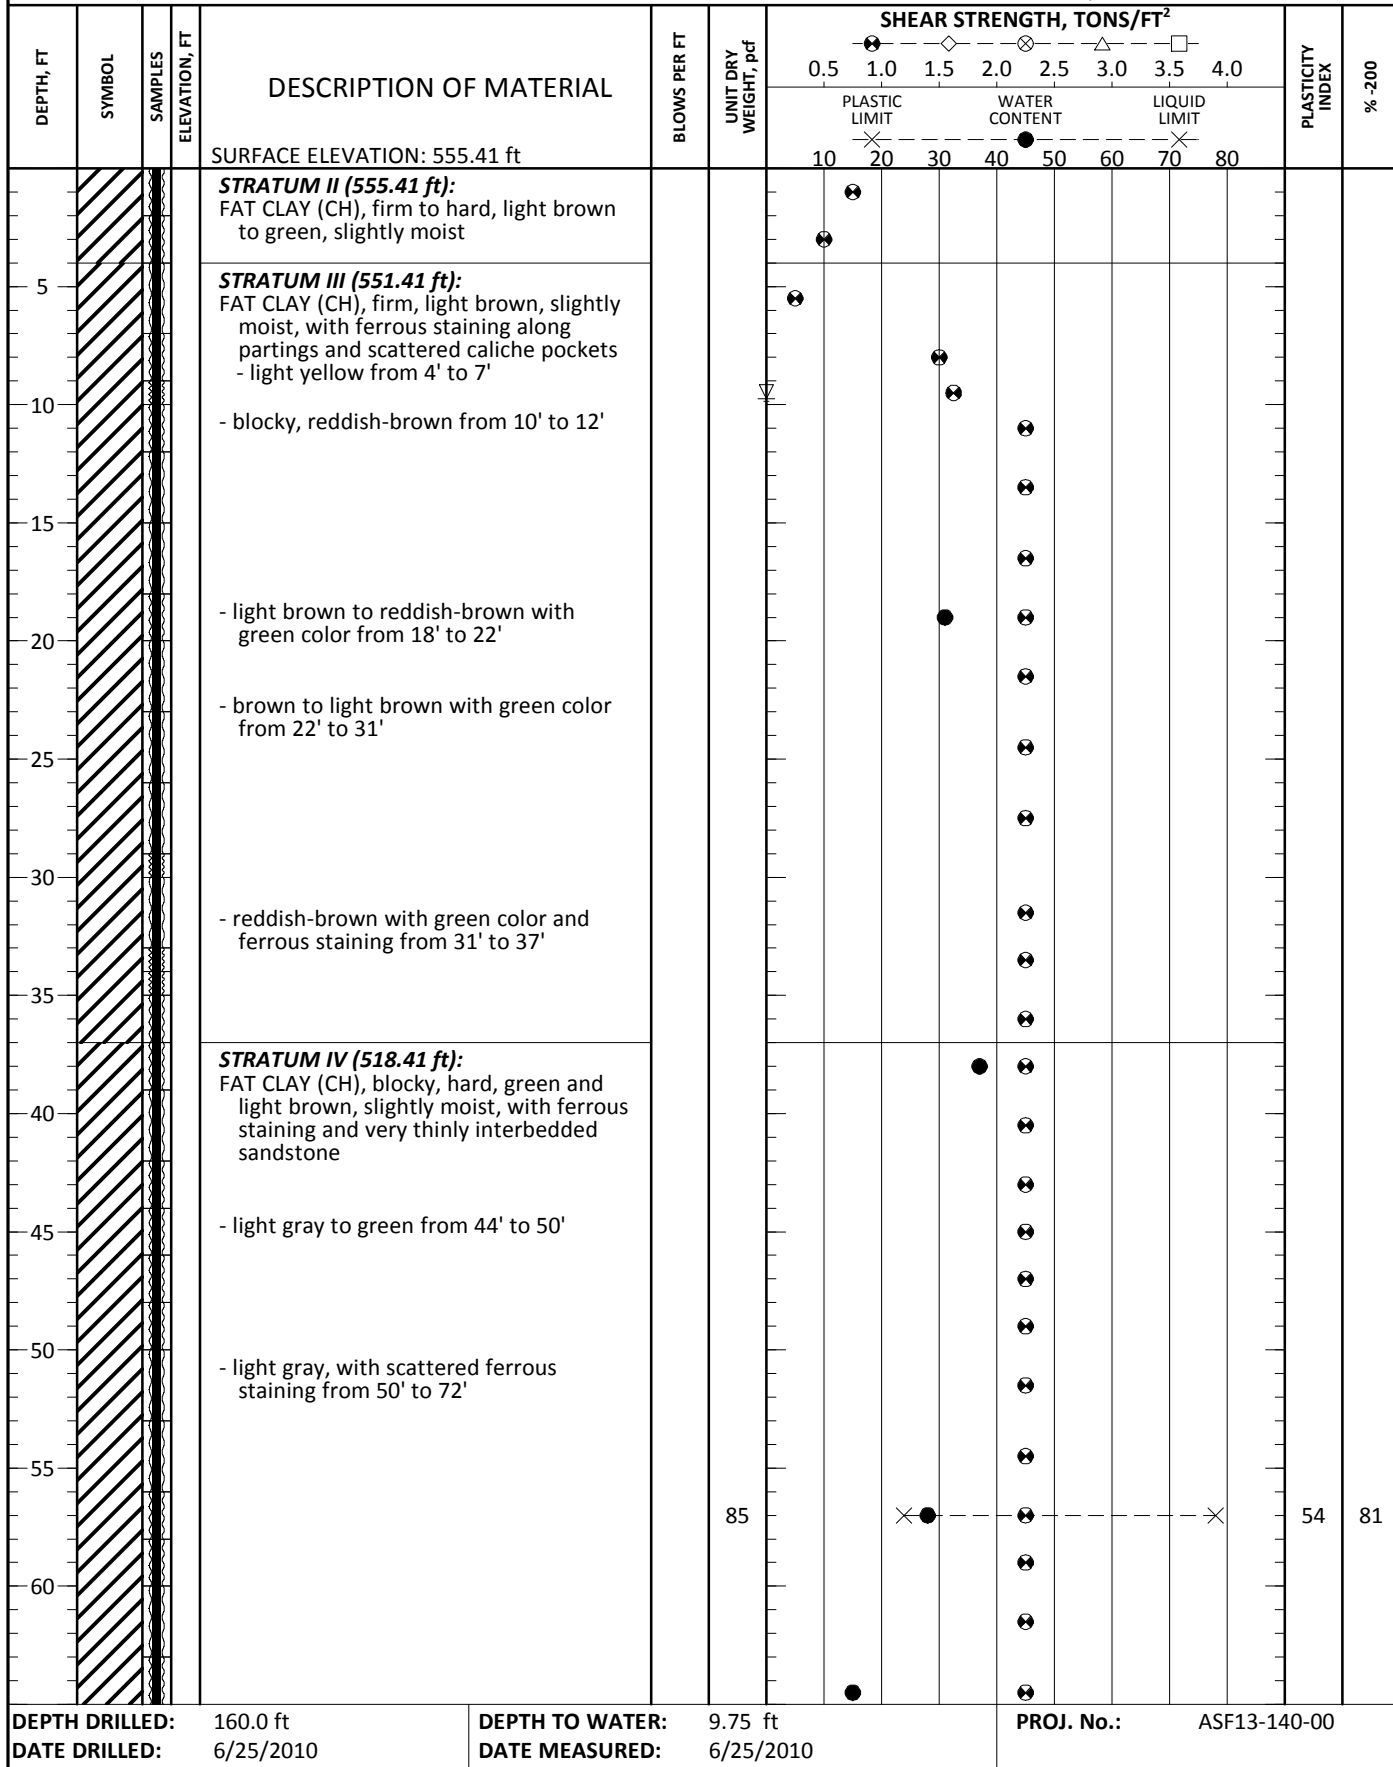 SHEAR STRENGTH, TONS/FT²
DEPTH, FT
SYMBOL
SAMPLES
ELEVATION, FT
DESCRIPTION OF MATERIAL
BLOWS PER FT
UNIT DRY
WEIGHT, pcf
0.5 1.0 1.5 2.0 2.5 3.0 3.5 4.0
PLASTICITY
INDEX
% -200
PLASTIC
LIMIT
WATER
CONTENT
LIQUID
LIMIT
SURFACE ELEVATION: 555.41 ft
10 20 30 40 50 60 70 80
STRATUM II (555.41 ft):
FAT CLAY (CH), firm to hard, light brown
to green, slightly moist
STRATUM III (551.41 ft):
5
FAT CLAY (CH), firm, light brown, slightly
moist, with ferrous staining along
partings and scattered caliche pockets
- light yellow from 4' to 7'
10
- blocky, reddish-brown from 10' to 12'
15
- light brown to reddish-brown with
green color from 18' to 22'
20
- brown to light brown with green color
from 22' to 31'
25
30
- reddish-brown with green color and
ferrous staining from 31' to 37'
35
STRATUM IV (518.41 ft):
FAT CLAY (CH), blocky, hard, green and
light brown, slightly moist, with ferrous
40
staining and very thinly interbedded
sandstone
- light gray to green from 44' to 50'
45
50
- light gray, with scattered ferrous
staining from 50' to 72'
55
85 54 81
60
DEPTH DRILLED: 160.0 ft DEPTH TO WATER: 9.75 ft PROJ. No.: ASF13-140-00
DATE DRILLED: 6/25/2010 DATE MEASURED: 6/25/2010